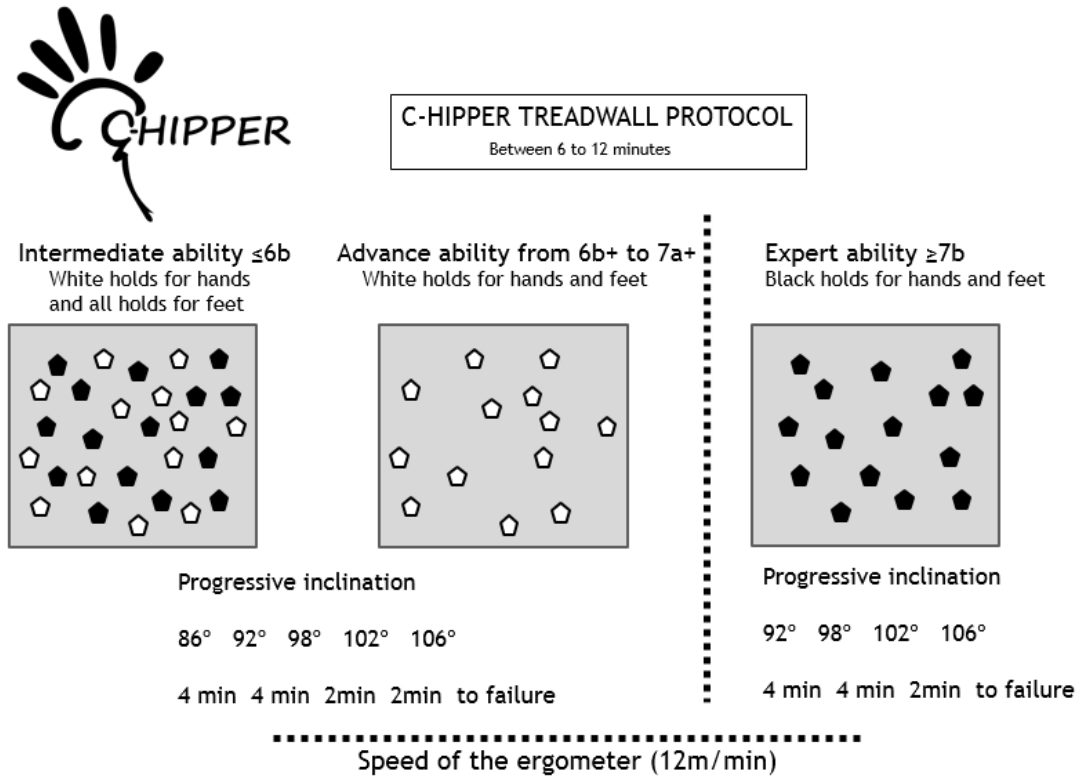 C-HIPPER
C-HIPPER TREADWALL PROTOCOL
Between 6 to 12 minutes
Intermediate ability ≤6b
White holds for hands
and all holds for feet
Advance ability from 6b+ to 7a+
White holds for hands and feet
Expert ability ≥7b
Black holds for hands and feet
Progressive inclination
86° 92° 98° 102° 106°
4 min 4 min 2min 2min to failure
Progressive inclination
92° 98° 102° 106°
4 min 4 min 2min to failure
Speed of the ergometer (12m/min)